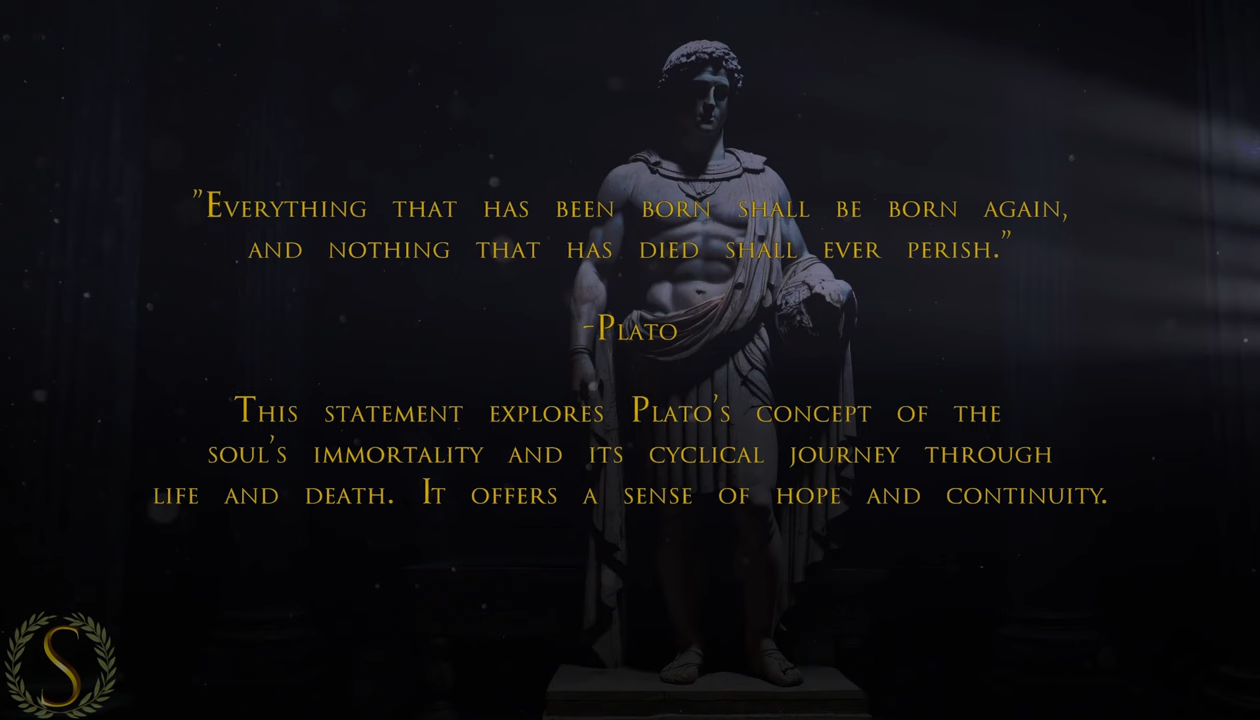 "Everything that has been born shall be born again,
and nothing that has died shall ever perish."
-Plato
This statement explores Plato's concept of the
soul's immortality and its cyclical journey through
life and death. It offers a sense of hope and continuity.
S